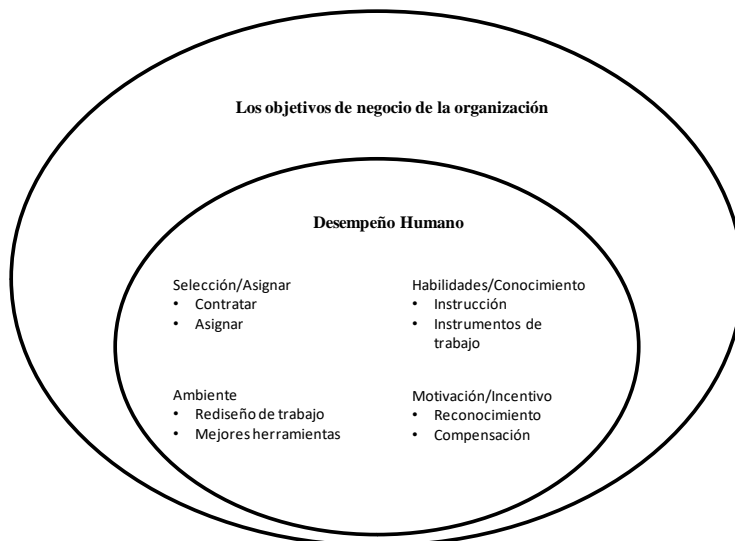 Los objetivos de negocio de la organización
Desempeño Humano
Selección/Asignar
• Contratar
• Asignar
Habilidades/Conocimiento
• Instrucción
• Instrumentos de
trabajo
Ambiente
• Rediseño de trabajo
• Mejores herramientas
Motivación/Incentivo
• Reconocimiento
• Compensación